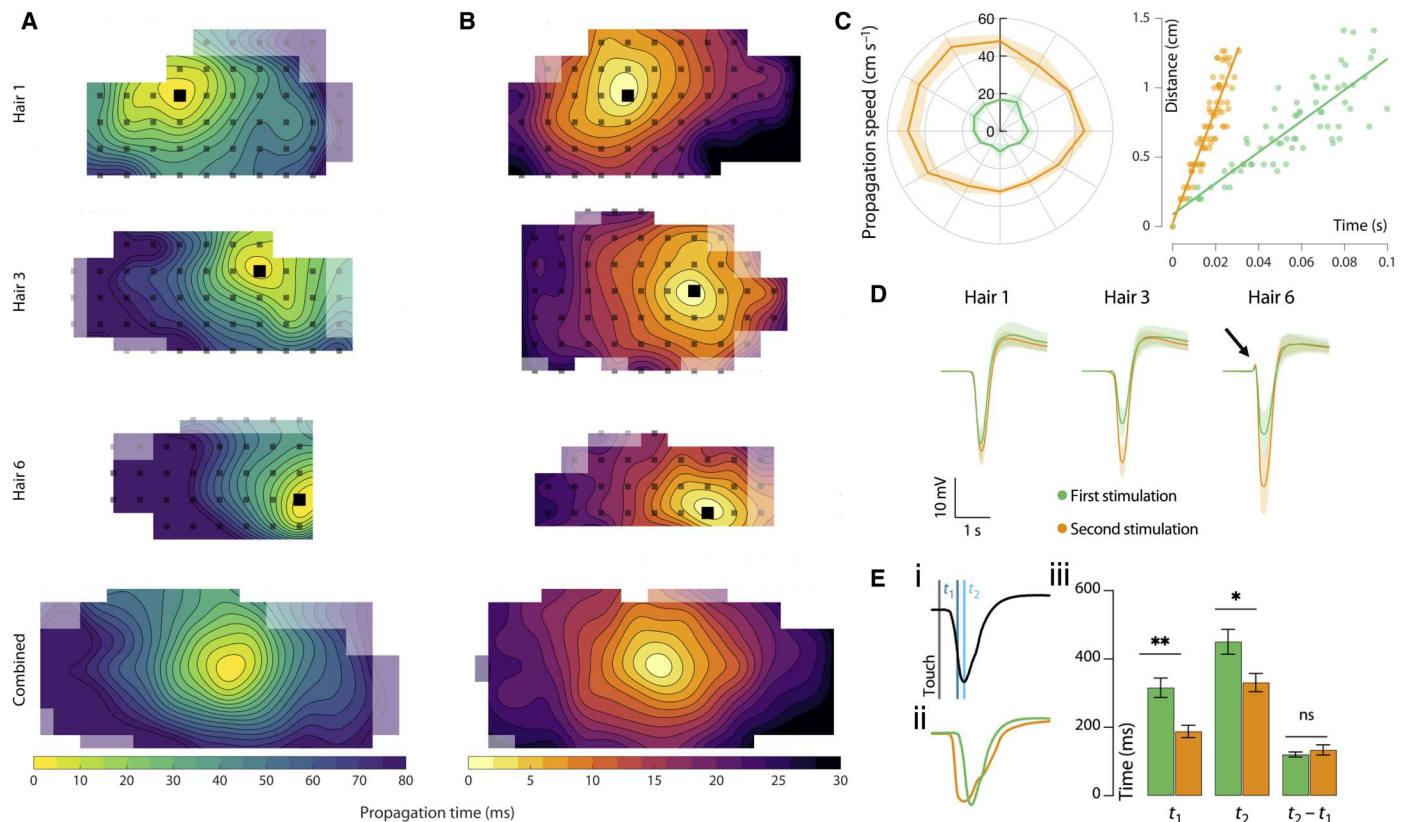 A
B
C
D
E
Hair 1
Hair 3
Hair 6
Combined
0 10 20 30 40 50 60 70 80
0 5 10 15 20 25 30
Propagation time (ms)
Propagation speed (cm s⁻¹)
60
40
20
0
Distance (cm)
1.5
1
0.5
0
Time (s)
0 0.02 0.04 0.06 0.08 0.1
Hair 1 Hair 3 Hair 6
10 mV
1 s
First stimulation
Second stimulation
i
t₁ t₂
Touch
ii
iii
Time (ms)
600
400
200
0
** * ns
t₁ t₂ t₂ – t₁